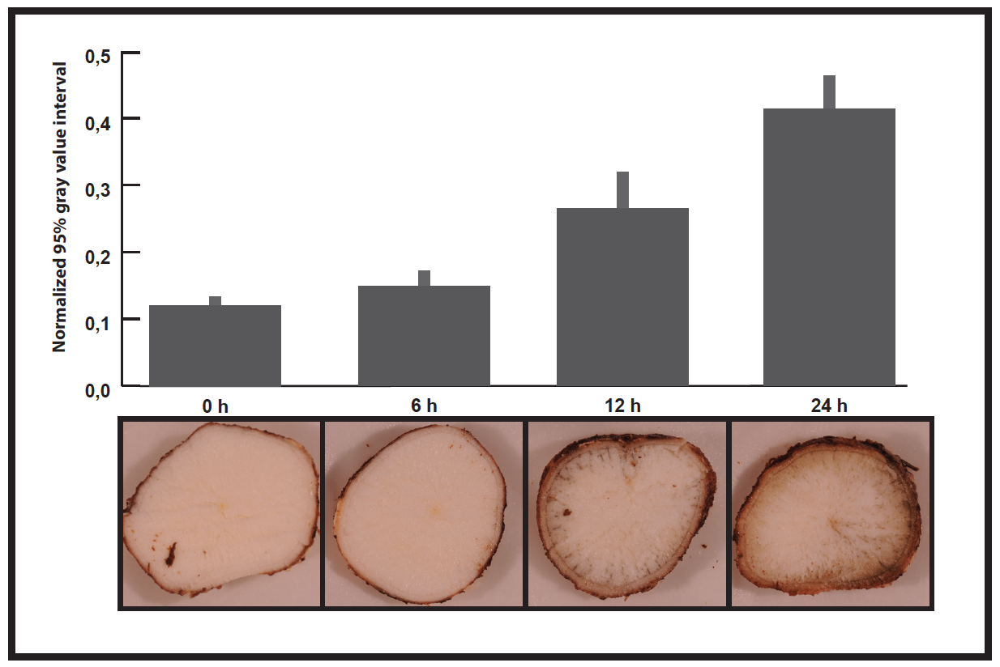 Normalized 95% gray value interval
0,5
0,4
0,3
0,2
0,1
0,0
0 h
6 h
12 h
24 h